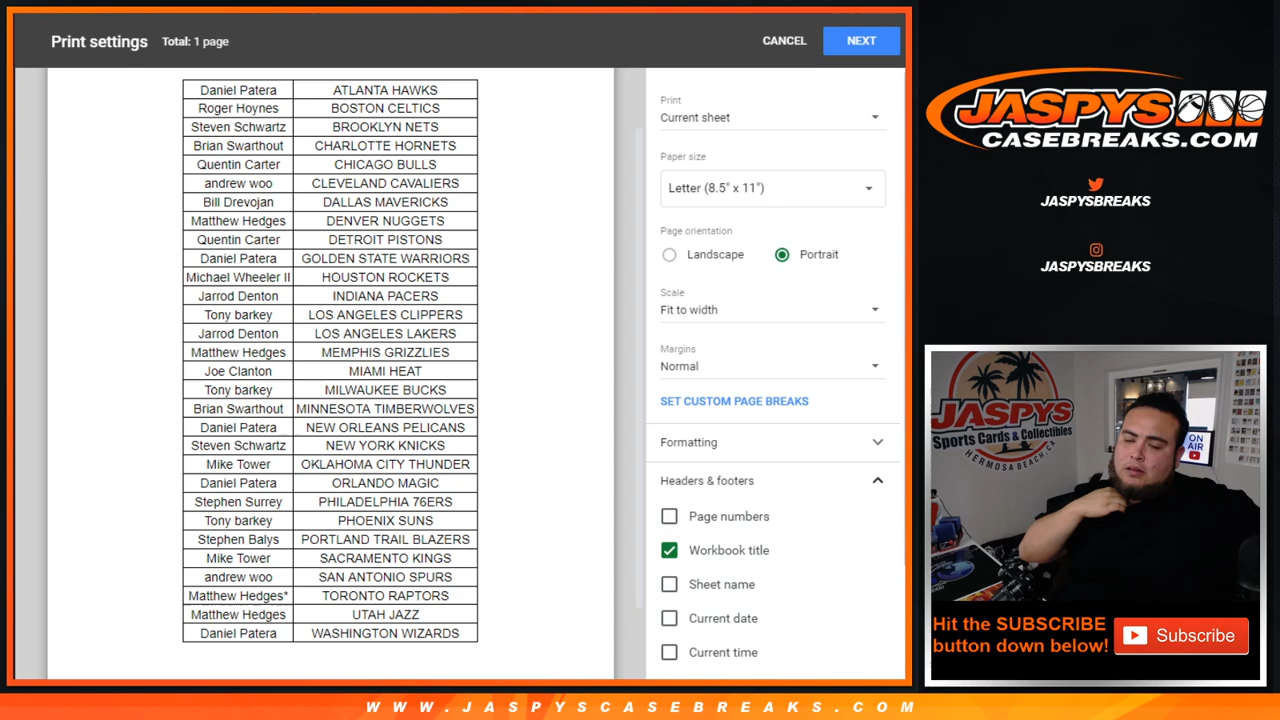 Print settings Total: 1 page CANCEL NEXT
Daniel Patera ATLANTA HAWKS
Roger Hoynes BOSTON CELTICS
Steven Schwartz BROOKLYN NETS
Brian Swarthout CHARLOTTE HORNETS
Quentin Carter CHICAGO BULLS
andrew woo CLEVELAND CAVALIERS
Bill Drevojan DALLAS MAVERICKS
Matthew Hedges DENVER NUGGETS
Quentin Carter DETROIT PISTONS
Daniel Patera GOLDEN STATE WARRIORS
Michael Wheeler II HOUSTON ROCKETS
Jarrod Denton INDIANA PACERS
Tony barkey LOS ANGELES CLIPPERS
Jarrod Denton LOS ANGELES LAKERS
Matthew Hedges MEMPHIS GRIZZLIES
Joe Clanton MIAMI HEAT
Tony barkey MILWAUKEE BUCKS
Brian Swarthout MINNESOTA TIMBERWOLVES
Daniel Patera NEW ORLEANS PELICANS
Steven Schwartz NEW YORK KNICKS
Mike Tower OKLAHOMA CITY THUNDER
Daniel Patera ORLANDO MAGIC
Stephen Surrey PHILADELPHIA 76ERS
Tony barkey PHOENIX SUNS
Stephen Balys PORTLAND TRAIL BLAZERS
Mike Tower SACRAMENTO KINGS
andrew woo SAN ANTONIO SPURS
Matthew Hedges* TORONTO RAPTORS
Matthew Hedges UTAH JAZZ
Daniel Patera WASHINGTON WIZARDS
Print
Current sheet
Paper size
Letter (8.5" x 11")
Page orientation
Landscape Portrait
Scale
Fit to width
Margins
Normal
SET CUSTOM PAGE BREAKS
Formatting
Headers & footers
Page numbers
Workbook title
Sheet name
Current date
Current time
JASPYS
CASEBREAKS.COM
JASPYSBREAKS
JASPYSBREAKS
JASPYS
Sports Cards & Collectibles
HERMOSA BEACH, CA
ON
AIR
Hit the SUBSCRIBE
button down below!
Subscribe
WWW.JASPYSCASEBREAKS.COM